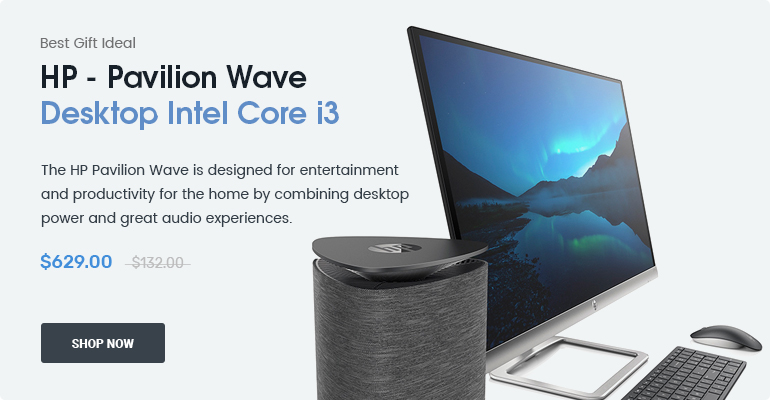 Best Gift Ideal
HP - Pavilion Wave
Desktop Intel Core i3
The HP Pavilion Wave is designed for entertainment
and productivity for the home by combining desktop
power and great audio experiences.
$629.00 $132.00
SHOP NOW
hp